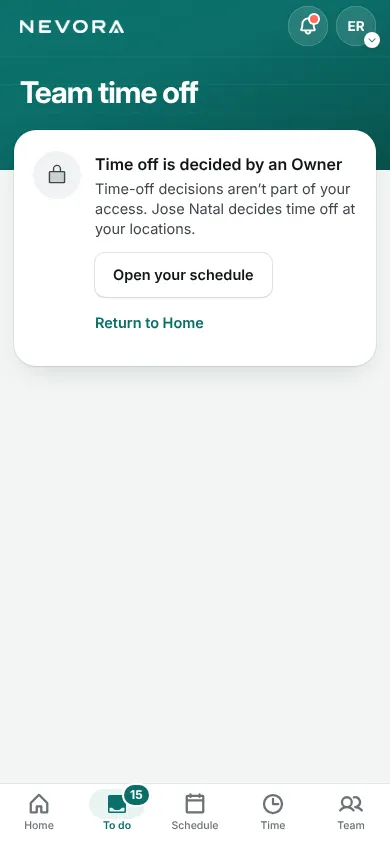 NEVORA
ER
Team time off
Time off is decided by an Owner
Time-off decisions aren’t part of your
access. Jose Natal decides time off at
your locations.
Open your schedule
Return to Home
15
Home
To do
Schedule
Time
Team